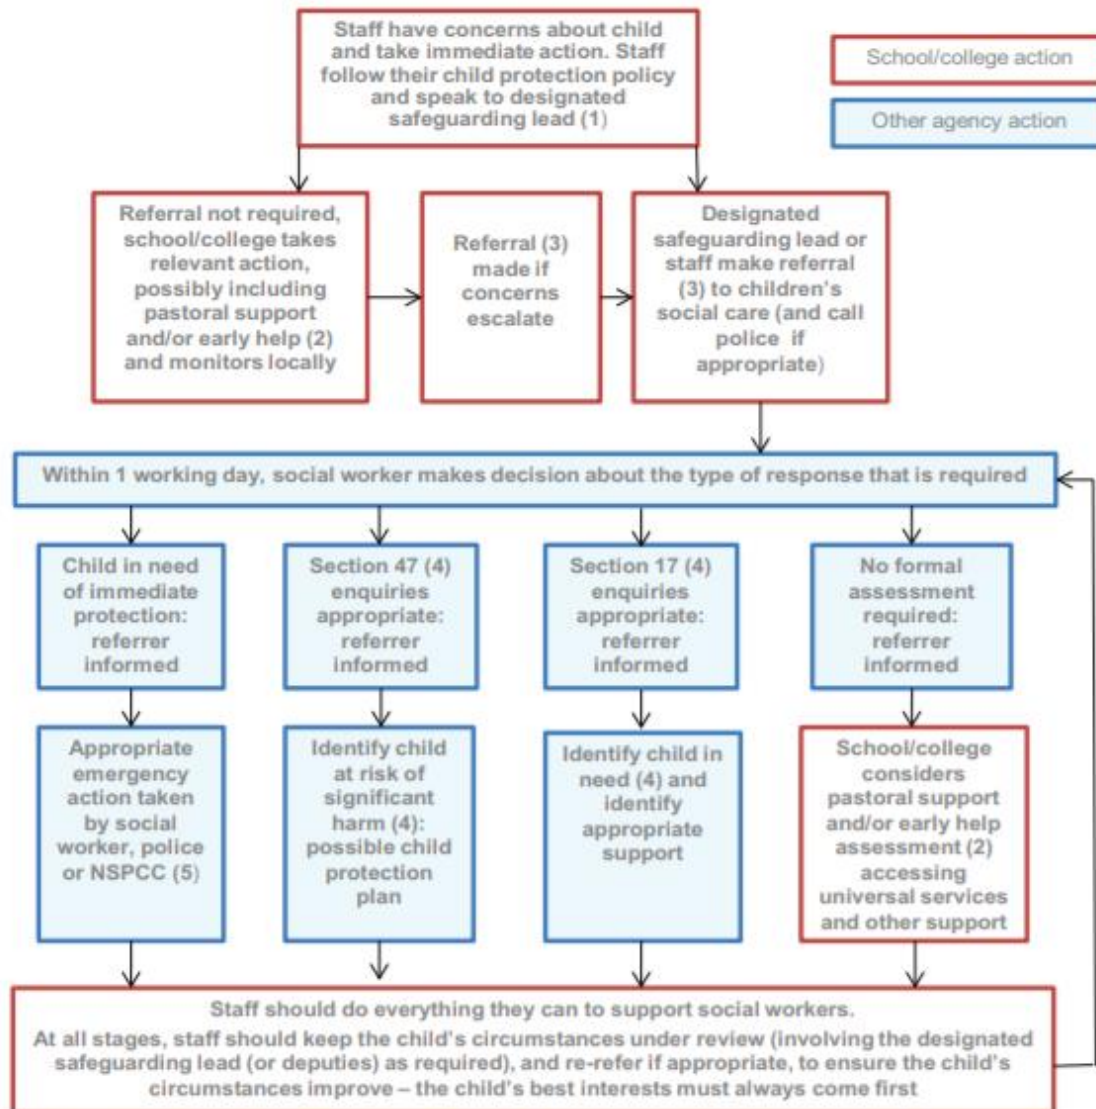 Staff have concerns about child
and take immediate action. Staff
follow their child protection policy
and speak to designated
safeguarding lead (1)
School/college action
Other agency action
Referral not required,
school/college takes
relevant action,
possibly including
pastoral support
and/or early help (2)
and monitors locally
Referral (3)
made if
concerns
escalate
Designated
safeguarding lead or
staff make referral
(3) to children's
social care (and call
police if
appropriate)
Within 1 working day, social worker makes decision about the type of response that is required
Child in need
of immediate
protection:
referrer
informed
Section 47 (4)
enquiries
appropriate:
referrer
informed
Section 17 (4)
enquiries
appropriate:
referrer
informed
No formal
assessment
required:
referrer
informed
Appropriate
emergency
action taken
by social
worker, police
or NSPCC (5)
Identify child
at risk of
significant
harm (4):
possible child
protection
plan
Identify child in
need (4) and
identify
appropriate
support
School/college
considers
pastoral support
and/or early help
assessment (2)
accessing
universal services
and other support
Staff should do everything they can to support social workers.
At all stages, staff should keep the child's circumstances under review (involving the designated
safeguarding lead (or deputies) as required), and re-refer if appropriate, to ensure the child's
circumstances improve – the child's best interests must always come first